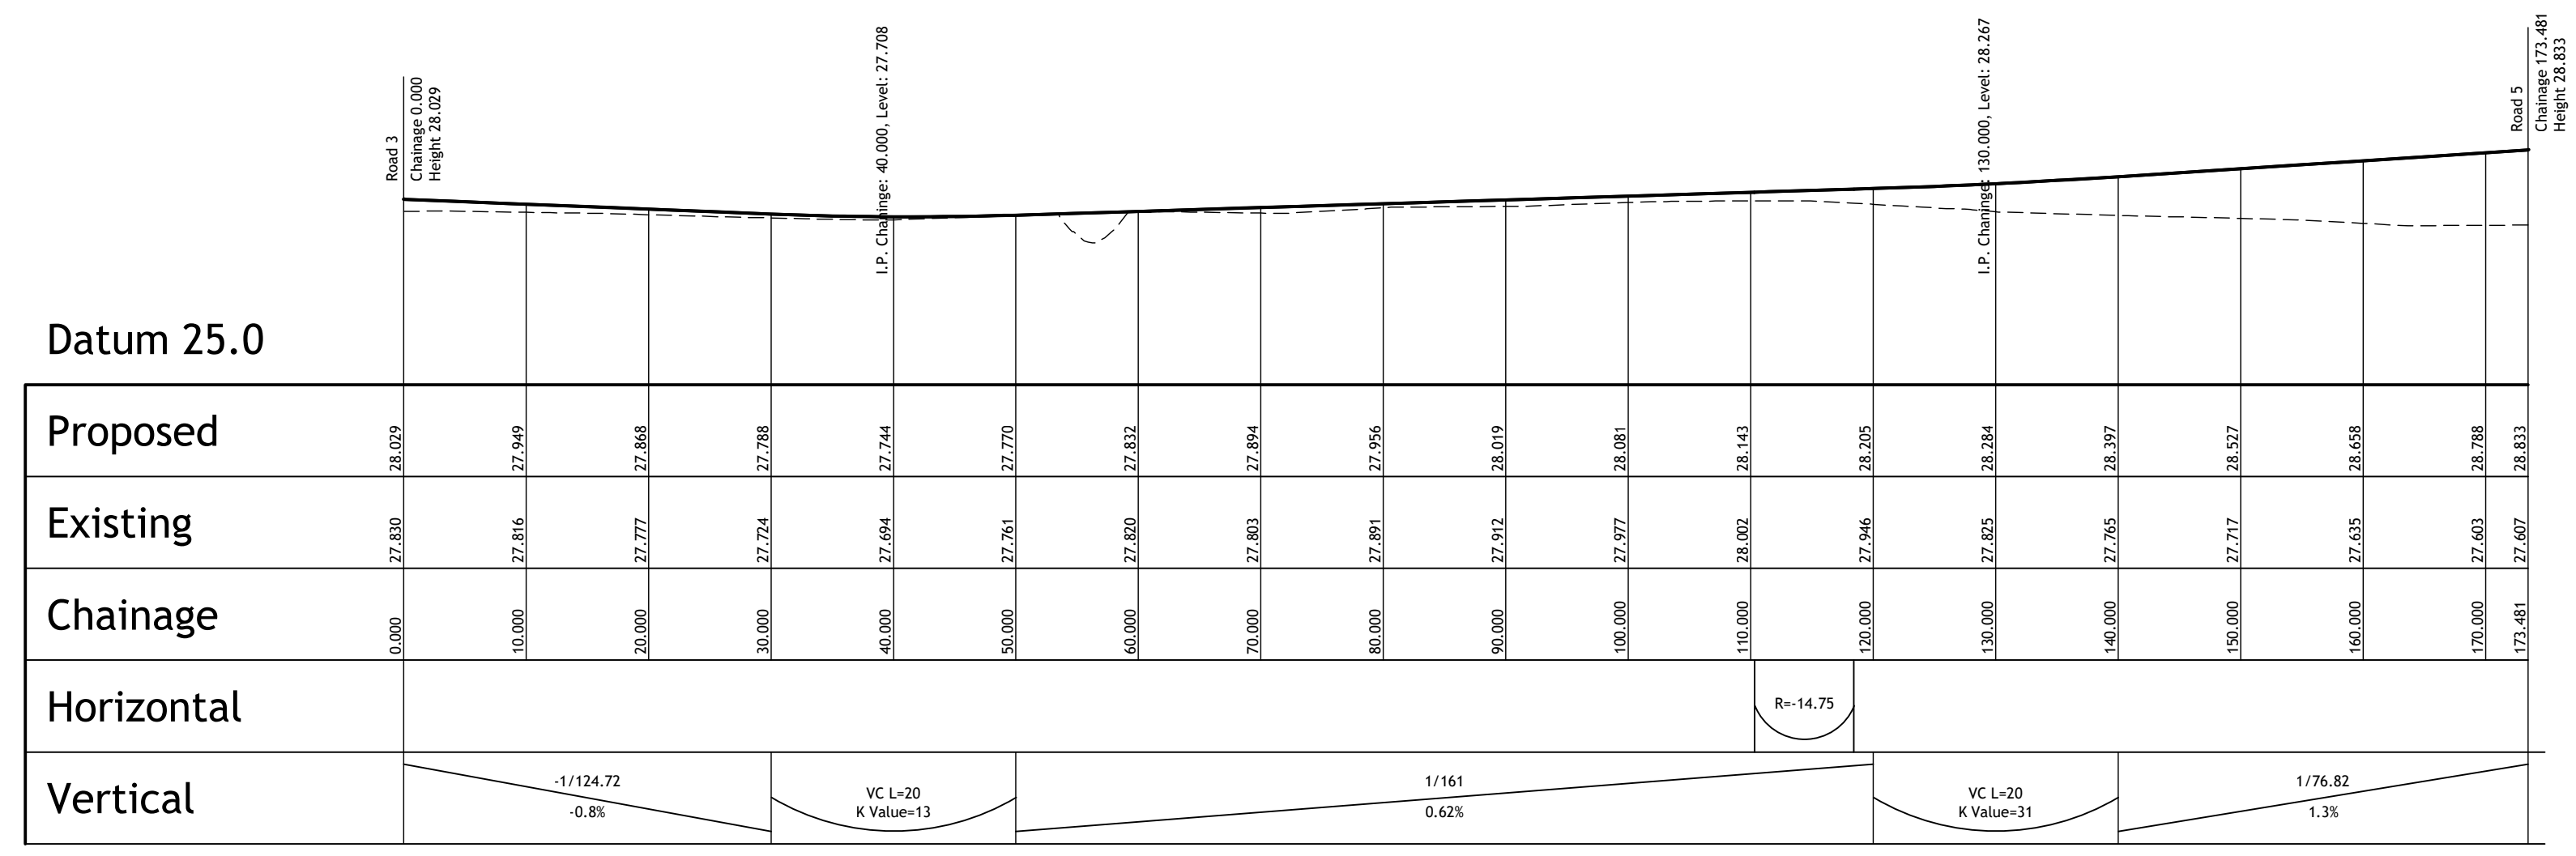 Road 3
Chainage 0.000
Height 28.029
I.P. Chaninge: 40.000, Level: 27.708
I.P. Chaninge: 130.000, Level: 28.267
Road 5
Chainage 173.481
Height 28.833
Datum 25.0
Proposed 28.029 27.949 27.868 27.788 27.744 27.770 27.832 27.894 27.956 28.019 28.081 28.143 28.205 28.284 28.397 28.527 28.658 28.788 28.833
Existing 27.830 27.816 27.777 27.724 27.694 27.761 27.820 27.803 27.891 27.912 27.977 28.002 27.946 27.825 27.765 27.717 27.635 27.603 27.607
Chainage 0.000 10.000 20.000 30.000 40.000 50.000 60.000 70.000 80.000 90.000 100.000 110.000 120.000 130.000 140.000 150.000 160.000 170.000 173.481
Horizontal R=-14.75
Vertical
-1/124.72
-0.8%
VC L=20
K Value=13
1/161
0.62%
VC L=20
K Value=31
1/76.82
1.3%